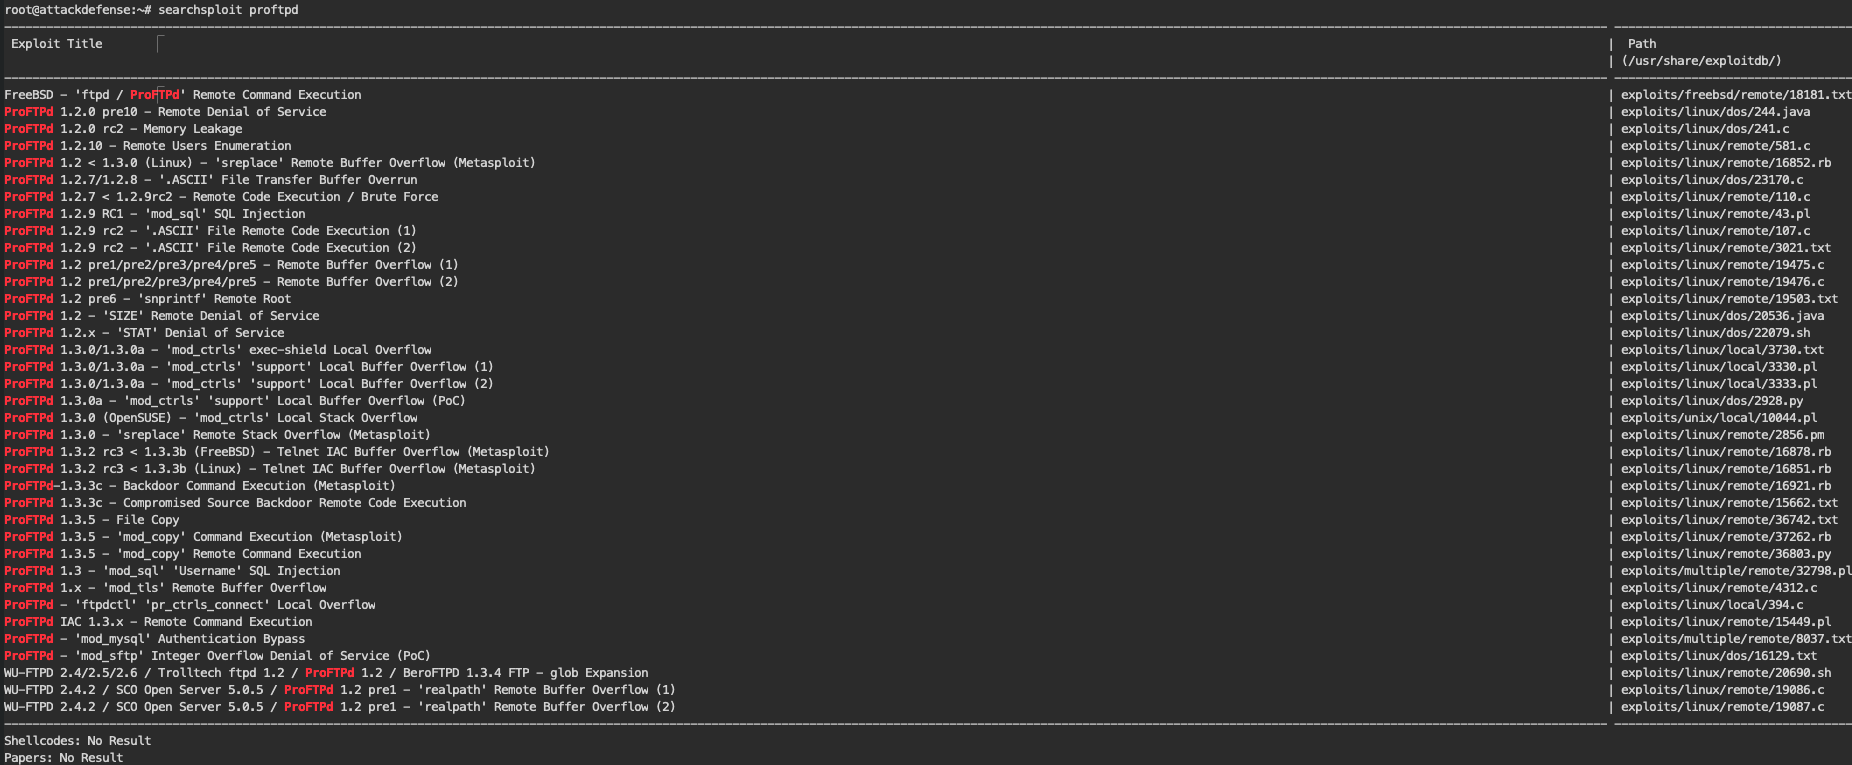 root@attackdefense:~# searchsploit proftpd
Exploit Title | Path
| (/usr/share/exploitdb/)
FreeBSD - 'ftpd / ProFTPd' Remote Command Execution | exploits/freebsd/remote/18181.txt
ProFTPd 1.2.0 pre10 - Remote Denial of Service | exploits/linux/dos/244.java
ProFTPd 1.2.0 rc2 - Memory Leakage | exploits/linux/dos/241.c
ProFTPd 1.2.10 - Remote Users Enumeration | exploits/linux/remote/581.c
ProFTPd 1.2 < 1.3.0 (Linux) - 'sreplace' Remote Buffer Overflow (Metasploit) | exploits/linux/remote/16852.rb
ProFTPd 1.2.7/1.2.8 - '.ASCII' File Transfer Buffer Overrun | exploits/linux/dos/23170.c
ProFTPd 1.2.7 < 1.2.9rc2 - Remote Code Execution / Brute Force | exploits/linux/remote/110.c
ProFTPd 1.2.9 RC1 - 'mod_sql' SQL Injection | exploits/linux/remote/43.pl
ProFTPd 1.2.9 rc2 - '.ASCII' File Remote Code Execution (1) | exploits/linux/remote/107.c
ProFTPd 1.2.9 rc2 - '.ASCII' File Remote Code Execution (2) | exploits/linux/remote/3021.txt
ProFTPd 1.2 pre1/pre2/pre3/pre4/pre5 - Remote Buffer Overflow (1) | exploits/linux/remote/19475.c
ProFTPd 1.2 pre1/pre2/pre3/pre4/pre5 - Remote Buffer Overflow (2) | exploits/linux/remote/19476.c
ProFTPd 1.2 pre6 - 'snprintf' Remote Root | exploits/linux/remote/19503.txt
ProFTPd 1.2 - 'SIZE' Remote Denial of Service | exploits/linux/dos/20536.java
ProFTPd 1.2.x - 'STAT' Denial of Service | exploits/linux/dos/22079.sh
ProFTPd 1.3.0/1.3.0a - 'mod_ctrls' exec-shield Local Overflow | exploits/linux/local/3730.txt
ProFTPd 1.3.0/1.3.0a - 'mod_ctrls' 'support' Local Buffer Overflow (1) | exploits/linux/local/3330.pl
ProFTPd 1.3.0/1.3.0a - 'mod_ctrls' 'support' Local Buffer Overflow (2) | exploits/linux/local/3333.pl
ProFTPd 1.3.0a - 'mod_ctrls' 'support' Local Buffer Overflow (PoC) | exploits/linux/dos/2928.py
ProFTPd 1.3.0 (OpenSUSE) - 'mod_ctrls' Local Stack Overflow | exploits/unix/local/10044.pl
ProFTPd 1.3.0 - 'sreplace' Remote Stack Overflow (Metasploit) | exploits/linux/remote/2856.pm
ProFTPd 1.3.2 rc3 < 1.3.3b (FreeBSD) - Telnet IAC Buffer Overflow (Metasploit) | exploits/linux/remote/16878.rb
ProFTPd 1.3.2 rc3 < 1.3.3b (Linux) - Telnet IAC Buffer Overflow (Metasploit) | exploits/linux/remote/16851.rb
ProFTPd-1.3.3c - Backdoor Command Execution (Metasploit) | exploits/linux/remote/16921.rb
ProFTPd 1.3.3c - Compromised Source Backdoor Remote Code Execution | exploits/linux/remote/15662.txt
ProFTPd 1.3.5 - File Copy | exploits/linux/remote/36742.txt
ProFTPd 1.3.5 - 'mod_copy' Command Execution (Metasploit) | exploits/linux/remote/37262.rb
ProFTPd 1.3.5 - 'mod_copy' Remote Command Execution | exploits/linux/remote/36803.py
ProFTPd 1.3 - 'mod_sql' 'Username' SQL Injection | exploits/multiple/remote/32798.pl
ProFTPd 1.x - 'mod_tls' Remote Buffer Overflow | exploits/linux/remote/4312.c
ProFTPd - 'ftpdctl' 'pr_ctrls_connect' Local Overflow | exploits/linux/local/394.c
ProFTPd IAC 1.3.x - Remote Command Execution | exploits/linux/remote/15449.pl
ProFTPd - 'mod_mysql' Authentication Bypass | exploits/multiple/remote/8037.txt
ProFTPd - 'mod_sftp' Integer Overflow Denial of Service (PoC) | exploits/linux/dos/16129.txt
WU-FTPD 2.4/2.5/2.6 / Trolltech ftpd 1.2 / ProFTPd 1.2 / BeroFTPD 1.3.4 FTP - glob Expansion | exploits/linux/remote/20690.sh
WU-FTPD 2.4.2 / SCO Open Server 5.0.5 / ProFTPd 1.2 pre1 - 'realpath' Remote Buffer Overflow (1) | exploits/linux/remote/19086.c
WU-FTPD 2.4.2 / SCO Open Server 5.0.5 / ProFTPd 1.2 pre1 - 'realpath' Remote Buffer Overflow (2) | exploits/linux/remote/19087.c
Shellcodes: No Result
Papers: No Result